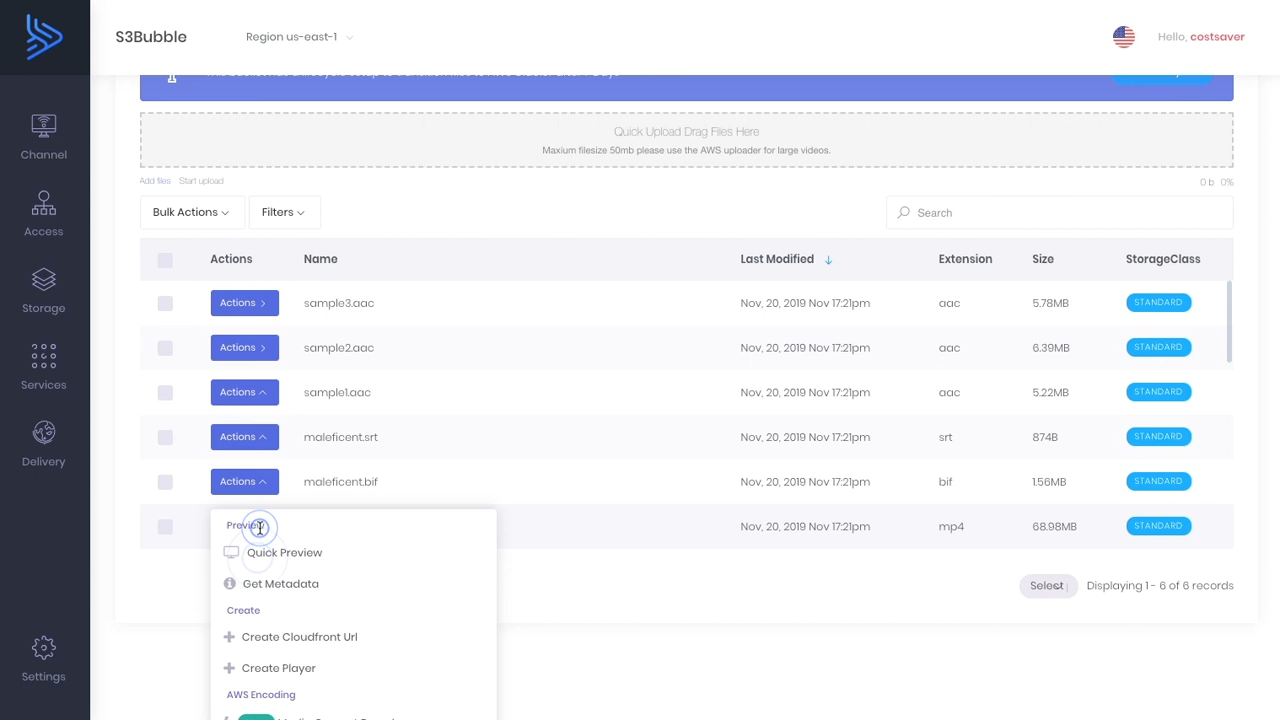 S3Bubble
Region us-east-1
Hello, costsaver
Quick Upload Drag Files Here
Maxium filesize 50mb please use the AWS uploader for large videos.
Add files Start upload
0 b 0%
Bulk Actions
Filters
Search
Actions Name Last Modified Extension Size StorageClass
Actions sample3.aac Nov, 20, 2019 Nov 17:21pm aac 5.78MB STANDARD
Actions sample2.aac Nov, 20, 2019 Nov 17:21pm aac 6.39MB STANDARD
Actions sample1.aac Nov, 20, 2019 Nov 17:21pm aac 5.22MB STANDARD
Actions maleficent.srt Nov, 20, 2019 Nov 17:21pm srt 874B STANDARD
Actions maleficent.bif Nov, 20, 2019 Nov 17:21pm bif 1.56MB STANDARD
Nov, 20, 2019 Nov 17:21pm mp4 68.98MB STANDARD
Preview
Quick Preview
Get Metadata
Create
Create Cloudfront Url
Create Player
AWS Encoding
Select Displaying 1 - 6 of 6 records
Channel
Access
Storage
Services
Delivery
Settings